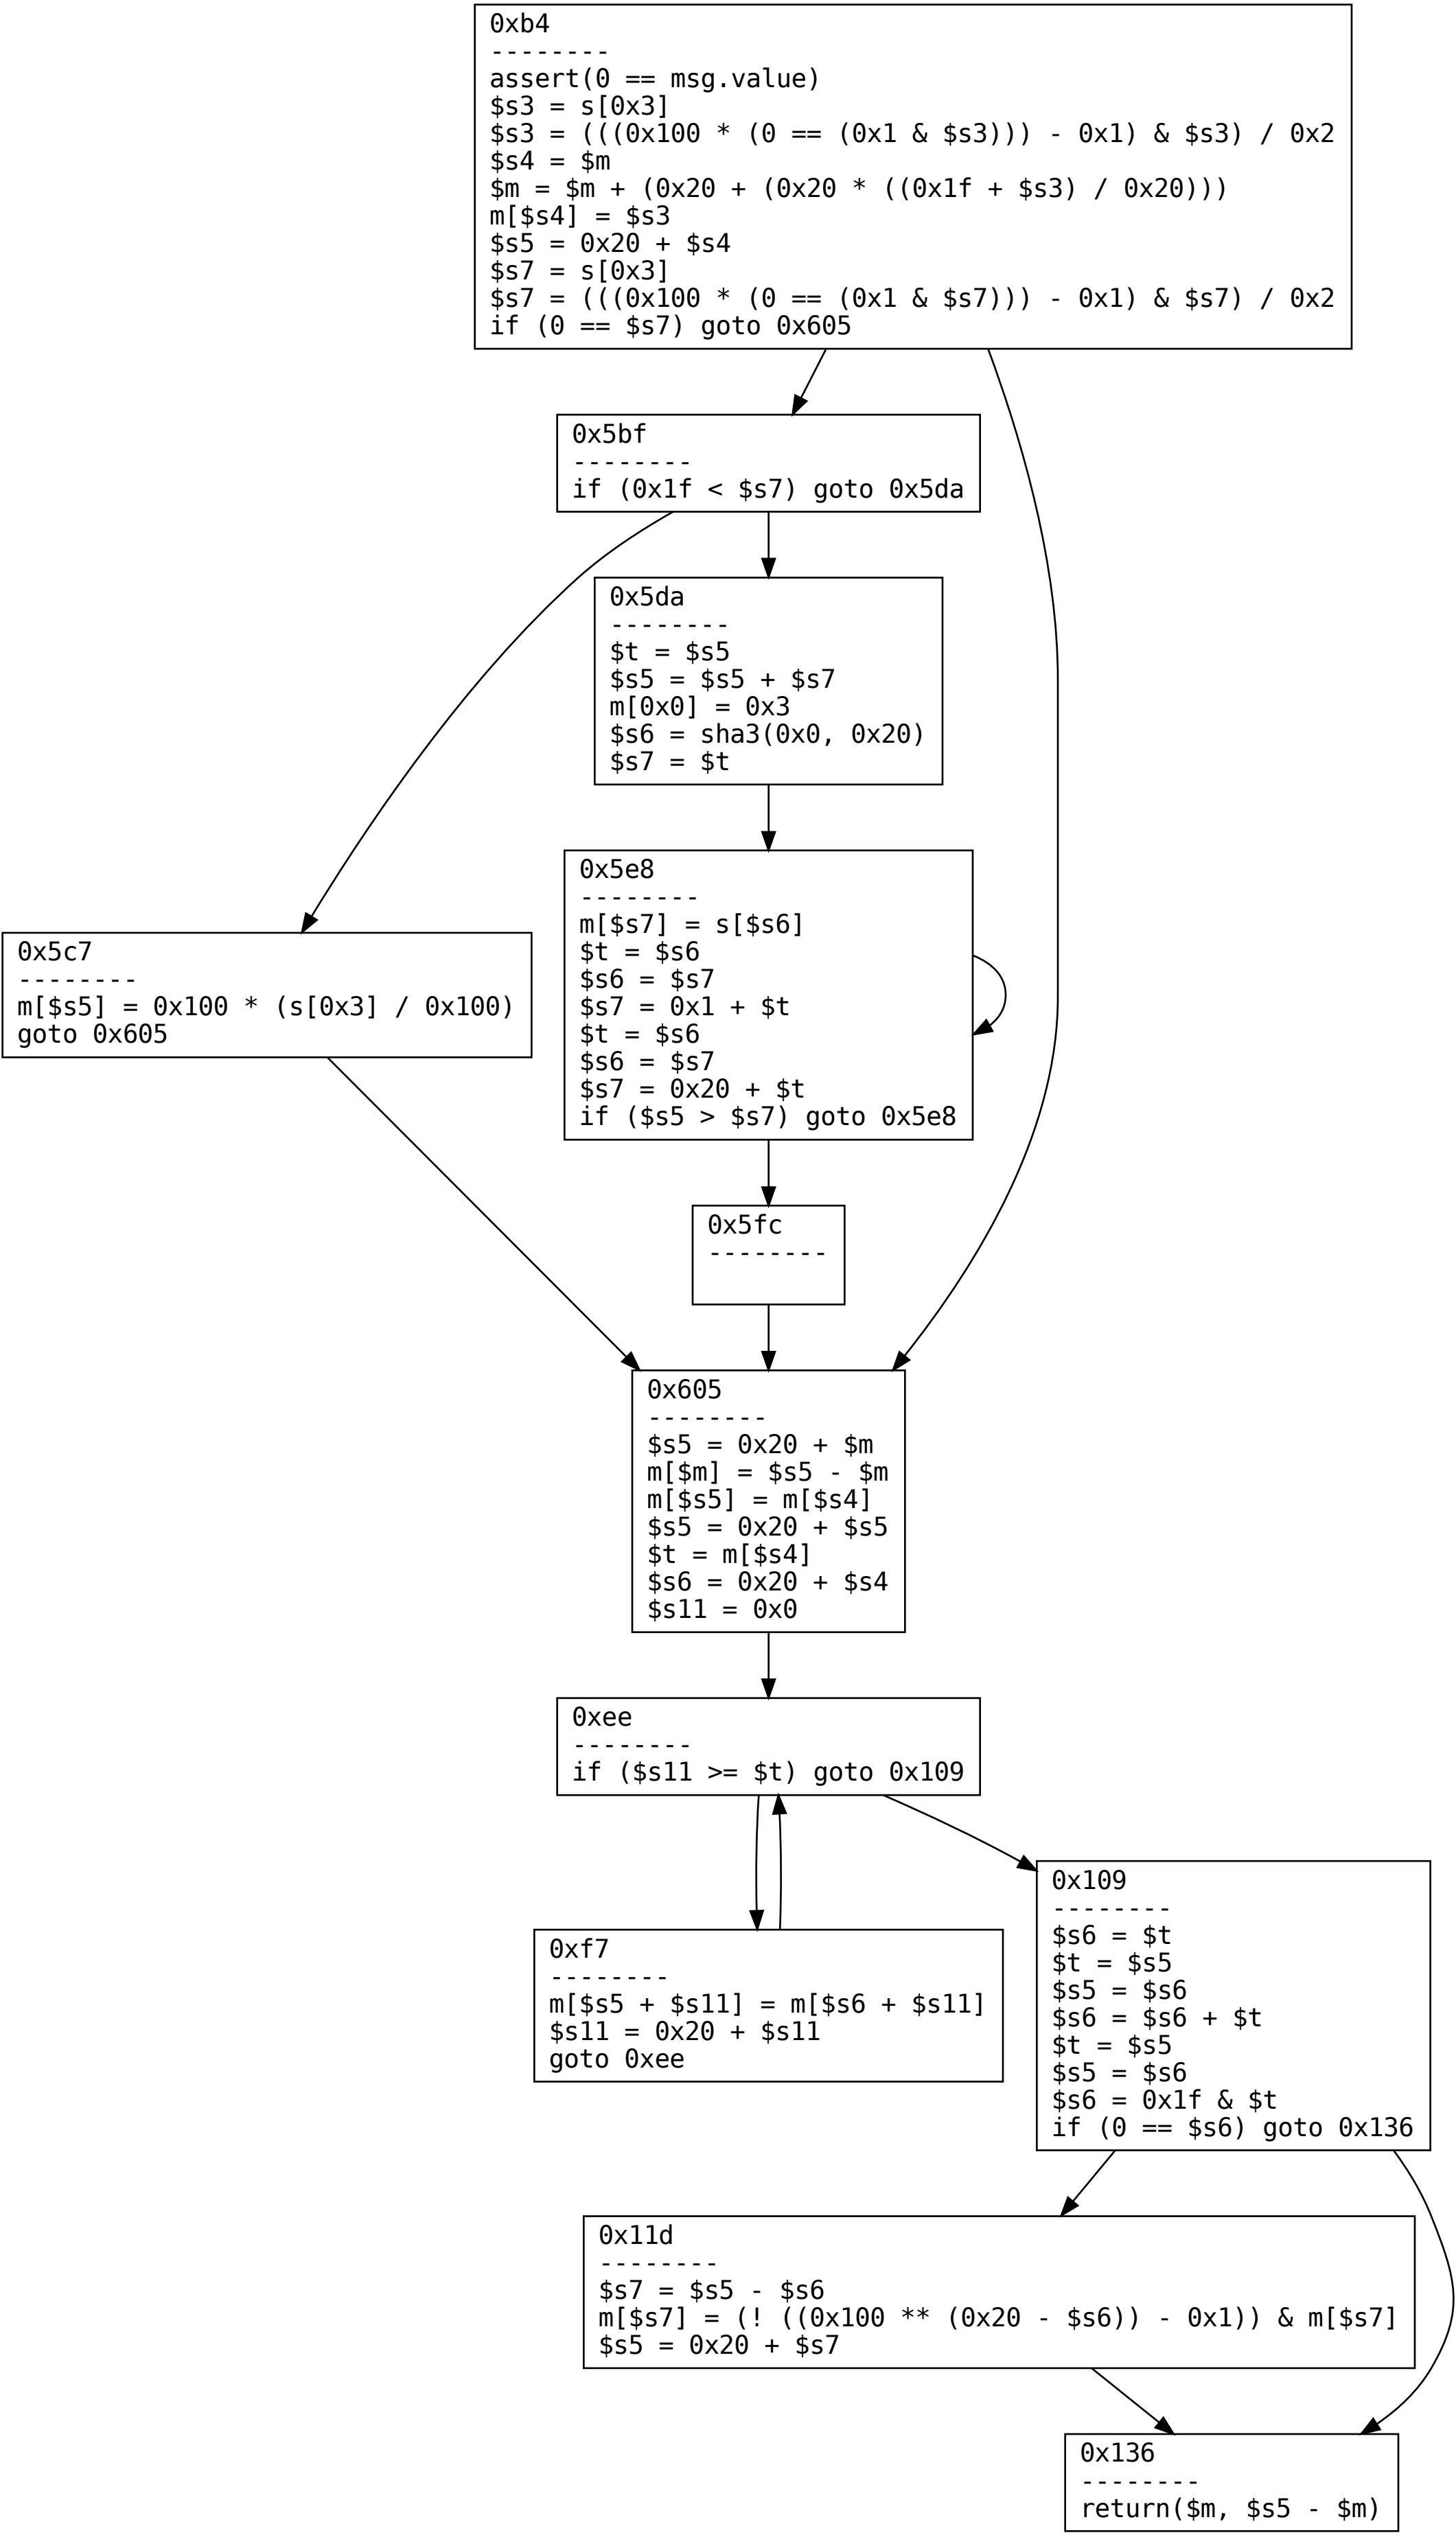 0xb4
--------
assert(0 == msg.value)
$s3 = s[0x3]
$s3 = (((0x100 * (0 == (0x1 & $s3))) - 0x1) & $s3) / 0x2
$s4 = $m
$m = $m + (0x20 + (0x20 * ((0x1f + $s3) / 0x20)))
m[$s4] = $s3
$s5 = 0x20 + $s4
$s7 = s[0x3]
$s7 = (((0x100 * (0 == (0x1 & $s7))) - 0x1) & $s7) / 0x2
if (0 == $s7) goto 0x605
0x5bf
--------
if (0x1f < $s7) goto 0x5da
0x5da
--------
$t = $s5
$s5 = $s5 + $s7
m[0x0] = 0x3
$s6 = sha3(0x0, 0x20)
$s7 = $t
0x5e8
--------
m[$s7] = s[$s6]
$t = $s6
$s6 = $s7
$s7 = 0x1 + $t
$t = $s6
$s6 = $s7
$s7 = 0x20 + $t
if ($s5 > $s7) goto 0x5e8
0x5c7
--------
m[$s5] = 0x100 * (s[0x3] / 0x100)
goto 0x605
0x5fc
--------
0x605
--------
$s5 = 0x20 + $m
m[$m] = $s5 - $m
m[$s5] = m[$s4]
$s5 = 0x20 + $s5
$t = m[$s4]
$s6 = 0x20 + $s4
$s11 = 0x0
0xee
--------
if ($s11 >= $t) goto 0x109
0xf7
--------
m[$s5 + $s11] = m[$s6 + $s11]
$s11 = 0x20 + $s11
goto 0xee
0x109
--------
$s6 = $t
$t = $s5
$s5 = $s6
$s6 = $s6 + $t
$t = $s5
$s5 = $s6
$s6 = 0x1f & $t
if (0 == $s6) goto 0x136
0x11d
--------
$s7 = $s5 - $s6
m[$s7] = (! ((0x100 ** (0x20 - $s6)) - 0x1)) & m[$s7]
$s5 = 0x20 + $s7
0x136
--------
return($m, $s5 - $m)